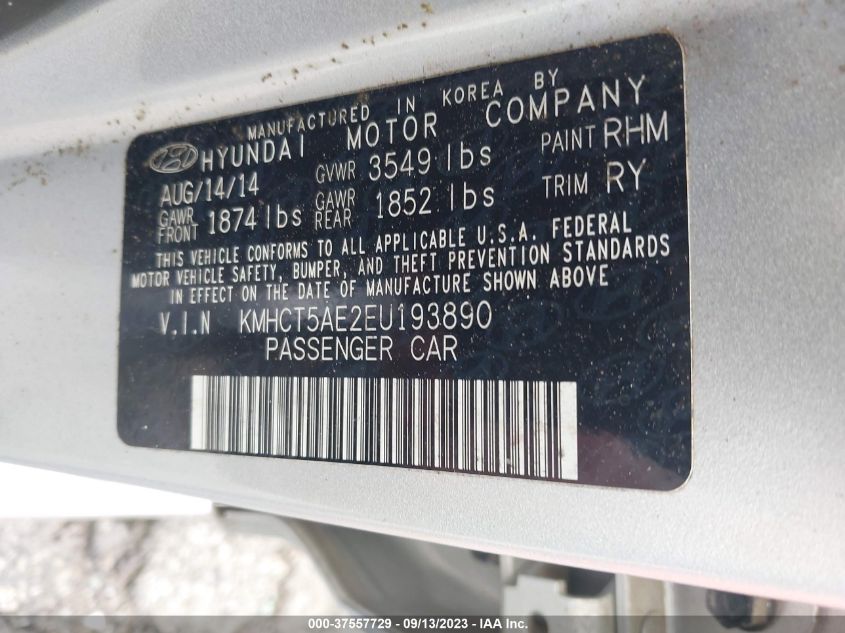 MANUFACTURED IN KOREA BY
HYUNDAI MOTOR COMPANY
AUG/14/14 GVWR 3549 lbs PAINT RHM
GAWR FRONT 1874 lbs GAWR REAR 1852 lbs TRIM RY
THIS VEHICLE CONFORMS TO ALL APPLICABLE U.S.A. FEDERAL
MOTOR VEHICLE SAFETY, BUMPER, AND THEFT PREVENTION STANDARDS
IN EFFECT ON THE DATE OF MANUFACTURE SHOWN ABOVE
V.I.N KMHCT5AE2EU193890
PASSENGER CAR
000-37557729 - 09/13/2023 - IAA Inc.